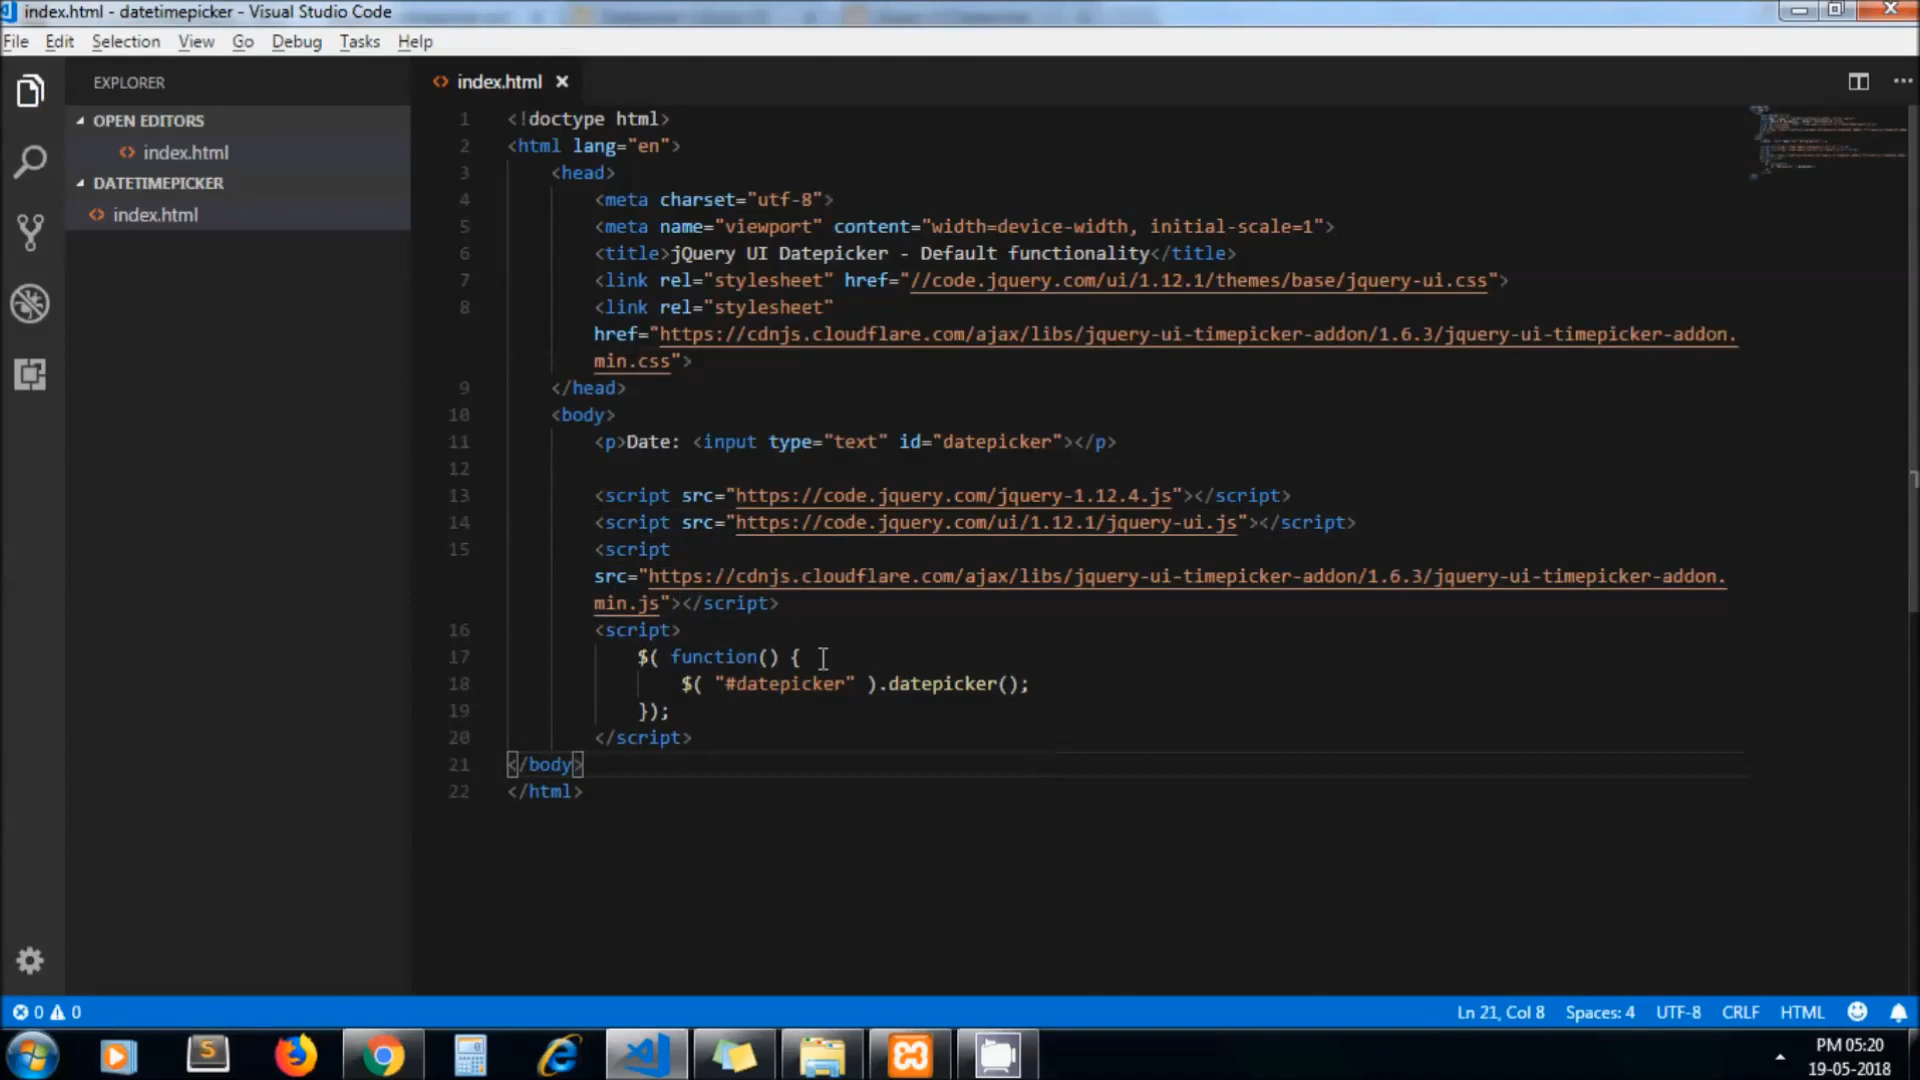 index.html - datetimepicker - Visual Studio Code
File Edit Selection View Go Debug Tasks Help
EXPLORER
OPEN EDITORS
index.html
DATETIMEPICKER
index.html
index.html
1 <!doctype html>
2 <html lang="en">
3 <head>
4 <meta charset="utf-8">
5 <meta name="viewport" content="width=device-width, initial-scale=1">
6 <title>jQuery UI Datepicker - Default functionality</title>
7 <link rel="stylesheet" href="//code.jquery.com/ui/1.12.1/themes/base/jquery-ui.css">
8 <link rel="stylesheet"
href="https://cdnjs.cloudflare.com/ajax/libs/jquery-ui-timepicker-addon/1.6.3/jquery-ui-timepicker-addon.
min.css">
9 </head>
10 <body>
11 <p>Date: <input type="text" id="datepicker"></p>
12
13 <script src="https://code.jquery.com/jquery-1.12.4.js"></script>
14 <script src="https://code.jquery.com/ui/1.12.1/jquery-ui.js"></script>
15 <script
src="https://cdnjs.cloudflare.com/ajax/libs/jquery-ui-timepicker-addon/1.6.3/jquery-ui-timepicker-addon.
min.js"></script>
16 <script>
17 $( function() {
18 $( "#datepicker" ).datepicker();
19 });
20 </script>
21 </body>
22 </html>
0 0
Ln 21, Col 8 Spaces: 4 UTF-8 CRLF HTML
PM 05:20
19-05-2018